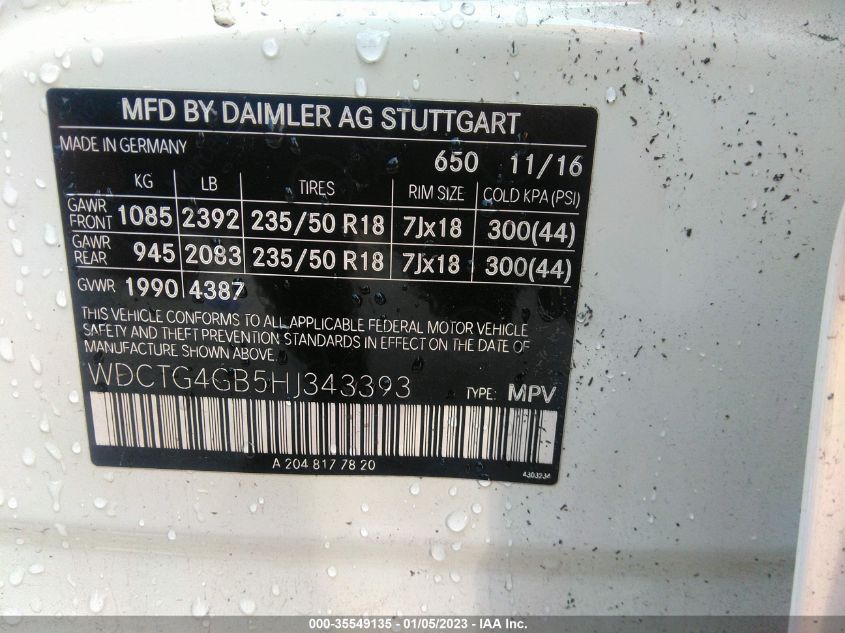 MFD BY DAIMLER AG STUTTGART
MADE IN GERMANY 650 11/16
KG LB TIRES RIM SIZE COLD KPA (PSI)
GAWR FRONT 1085 2392 235/50 R18 7Jx18 300(44)
GAWR REAR 945 2083 235/50 R18 7Jx18 300(44)
GVWR 1990 4387
THIS VEHICLE CONFORMS TO ALL APPLICABLE FEDERAL MOTOR VEHICLE
SAFETY AND THEFT PREVENTION STANDARDS IN EFFECT ON THE DATE OF
MANUFACTURE SHOWN ABOVE.
WDCTG4GB5HJ343393 TYPE: MPV
A 204 817 78 20
4303234
000-35549135 - 01/05/2023 - IAA Inc.